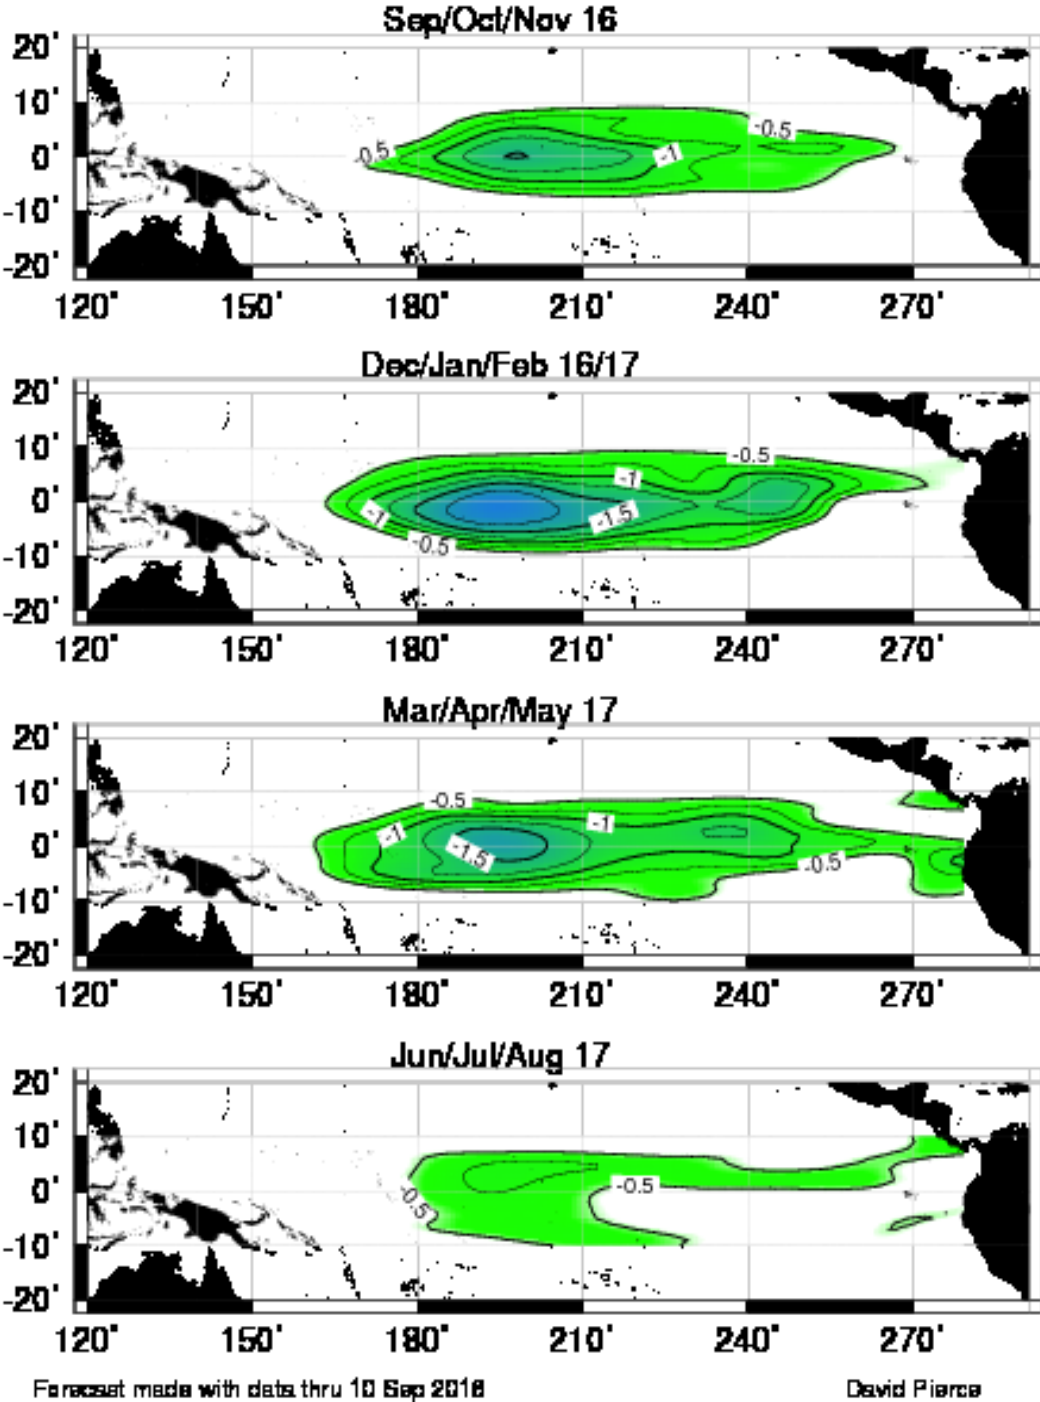 Sep/Oct/Nov 16
20°
10°
0°
-10°
-20°
-0.5 -0.5 -1
120° 150° 180° 210° 240° 270°
Dec/Jan/Feb 16/17
20°
10°
0°
-10°
-20°
-0.5 -1 -1 -1.5 -0.5
120° 150° 180° 210° 240° 270°
Mar/Apr/May 17
20°
10°
0°
-10°
-20°
-0.5 -1 -1 -1.5 -0.5
120° 150° 180° 210° 240° 270°
Jun/Jul/Aug 17
20°
10°
0°
-10°
-20°
-0.5 -0.5
120° 150° 180° 210° 240° 270°
Forecast made with data thru 10 Sep 2016 David Pierce